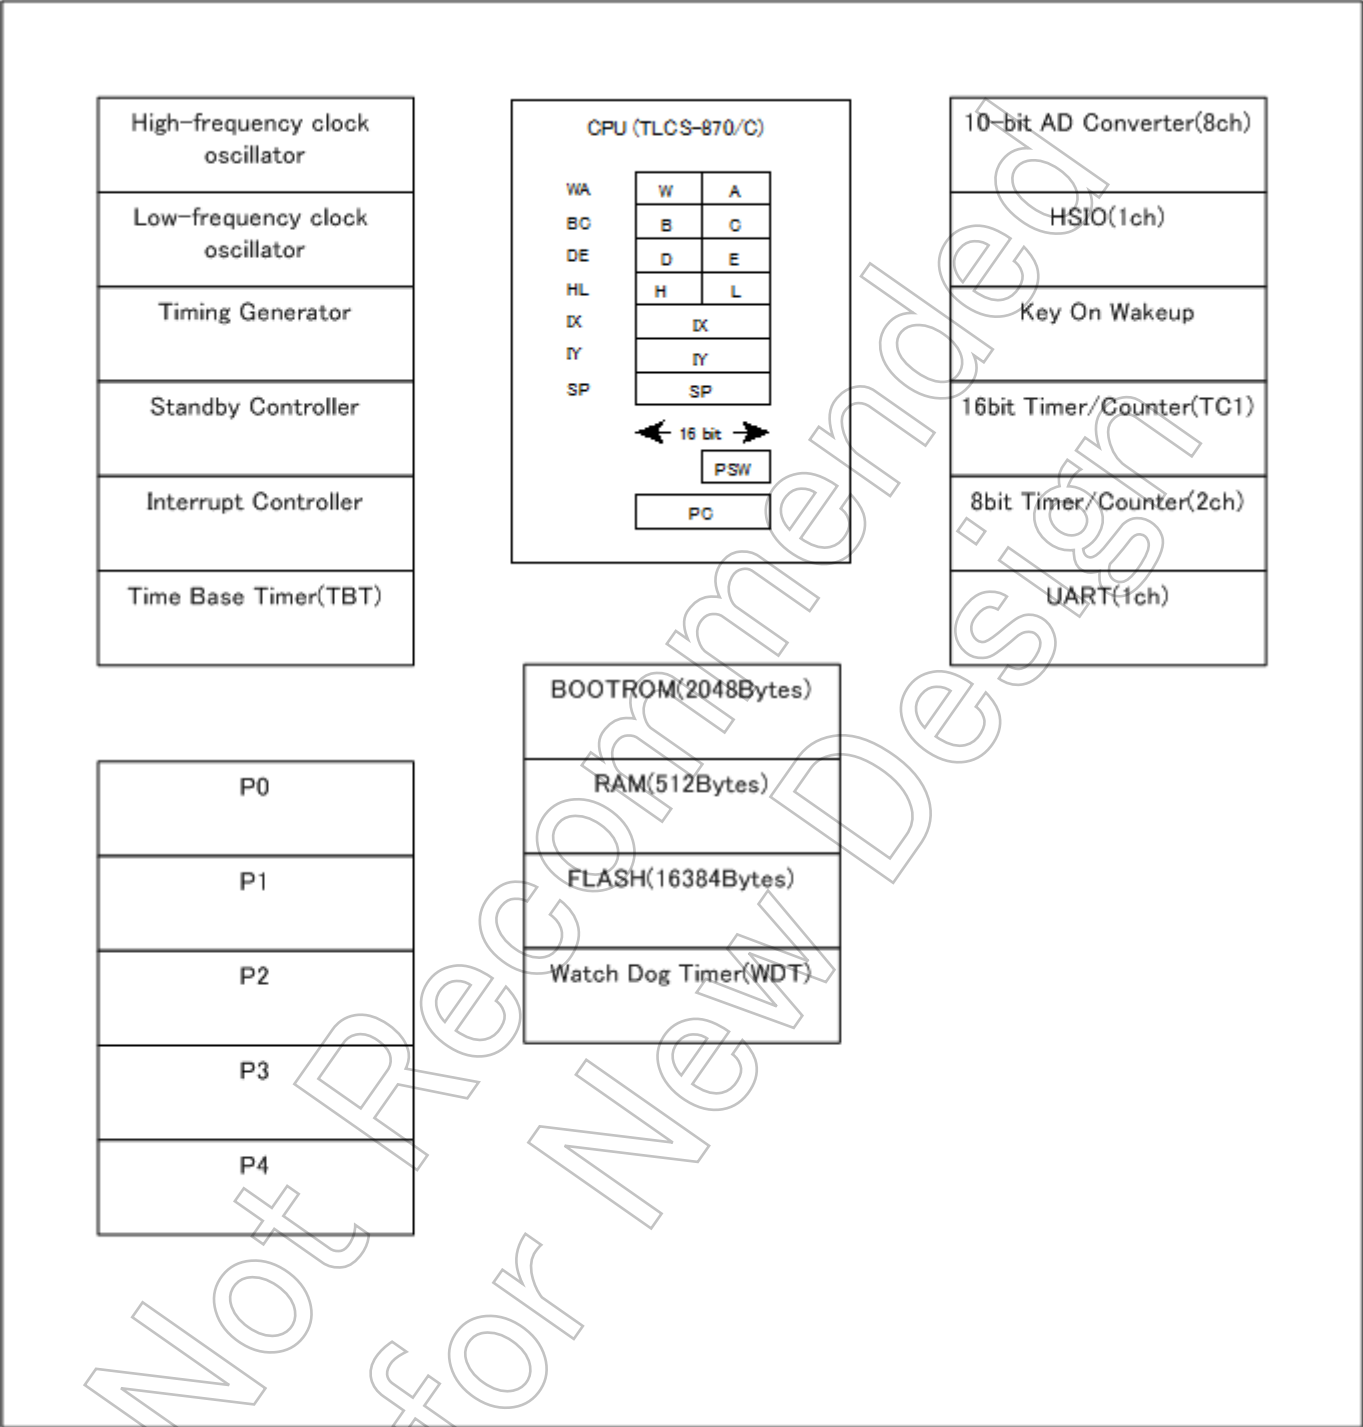 High-frequency clock
oscillator
Low-frequency clock
oscillator
Timing Generator
Standby Controller
Interrupt Controller
Time Base Timer(TBT)
P0
P1
P2
P3
P4
CPU (TLCS-870/C)
WA W A
BC B C
DE D E
HL H L
IX IX
IY IY
SP SP
16 bit
PSW
PC
BOOTROM(2048Bytes)
RAM(512Bytes)
FLASH(16384Bytes)
Watch Dog Timer(WDT)
10-bit AD Converter(8ch)
HSIO(1ch)
Key On Wakeup
16bit Timer/Counter(TC1)
8bit Timer/Counter(2ch)
UART(1ch)
Not Recommended
for New Design